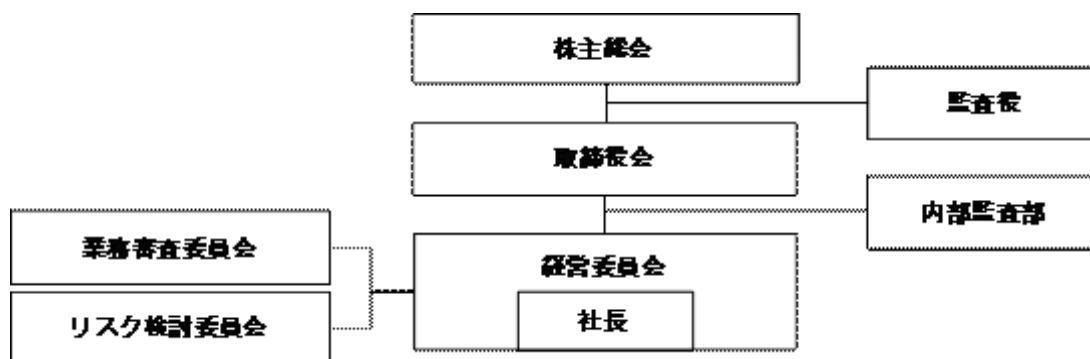 株主総会
監査役
取締役会
内部監査部
業務審査委員会
経営委員会
リスク検討委員会
社長